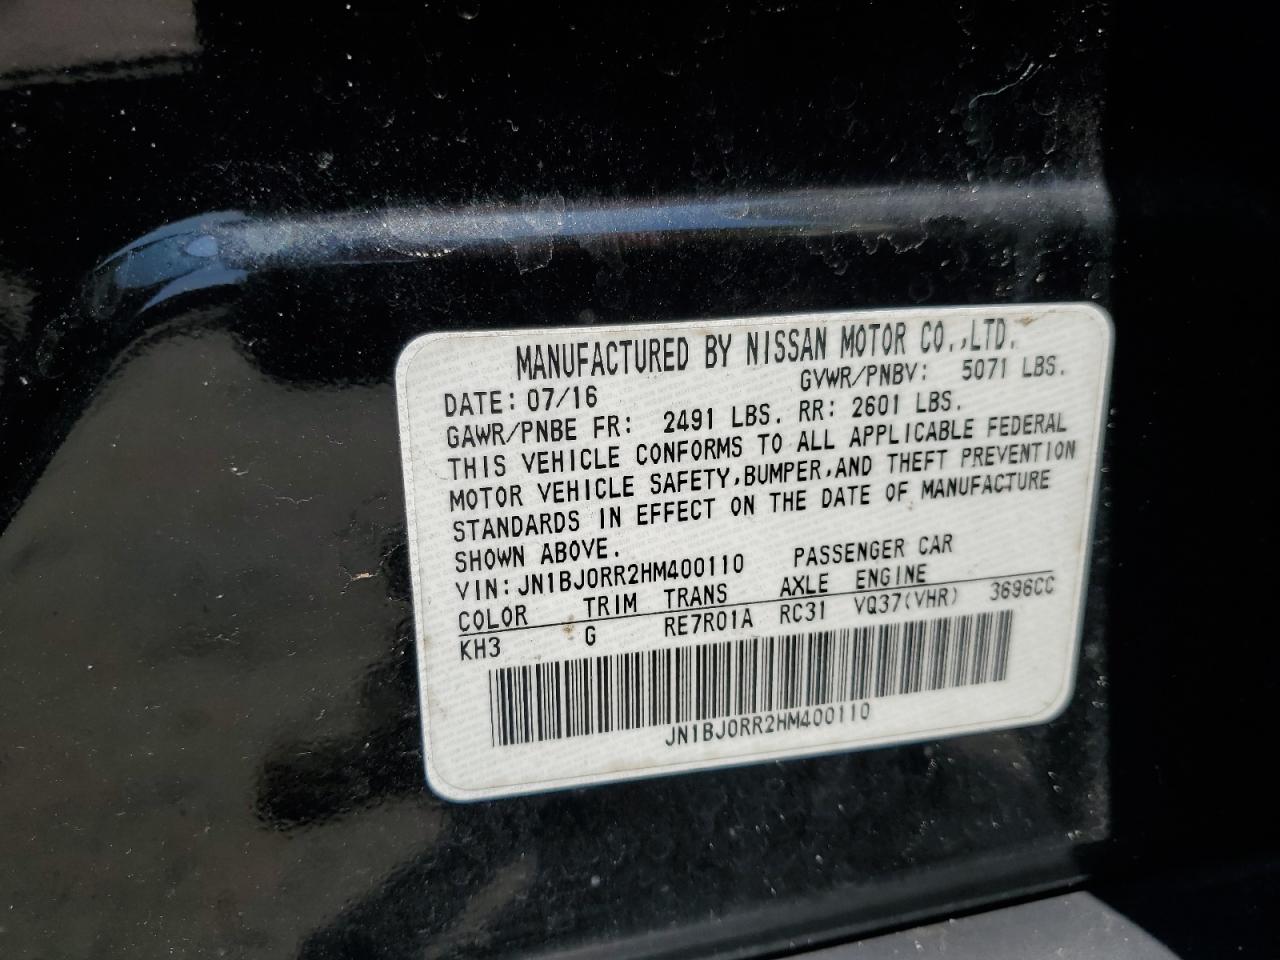 MANUFACTURED BY NISSAN MOTOR CO.,LTD.
DATE: 07/16 GVWR/PNBV: 5071 LBS.
GAWR/PNBE FR: 2491 LBS. RR: 2601 LBS.
THIS VEHICLE CONFORMS TO ALL APPLICABLE FEDERAL
MOTOR VEHICLE SAFETY,BUMPER,AND THEFT PREVENTION
STANDARDS IN EFFECT ON THE DATE OF MANUFACTURE
SHOWN ABOVE.
VIN:JN1BJ0RR2HM400110 PASSENGER CAR
COLOR TRIM TRANS AXLE ENGINE
KH3 G RE7R01A RC31 VQ37(VHR) 3696CC
JN1BJ0RR2HM400110